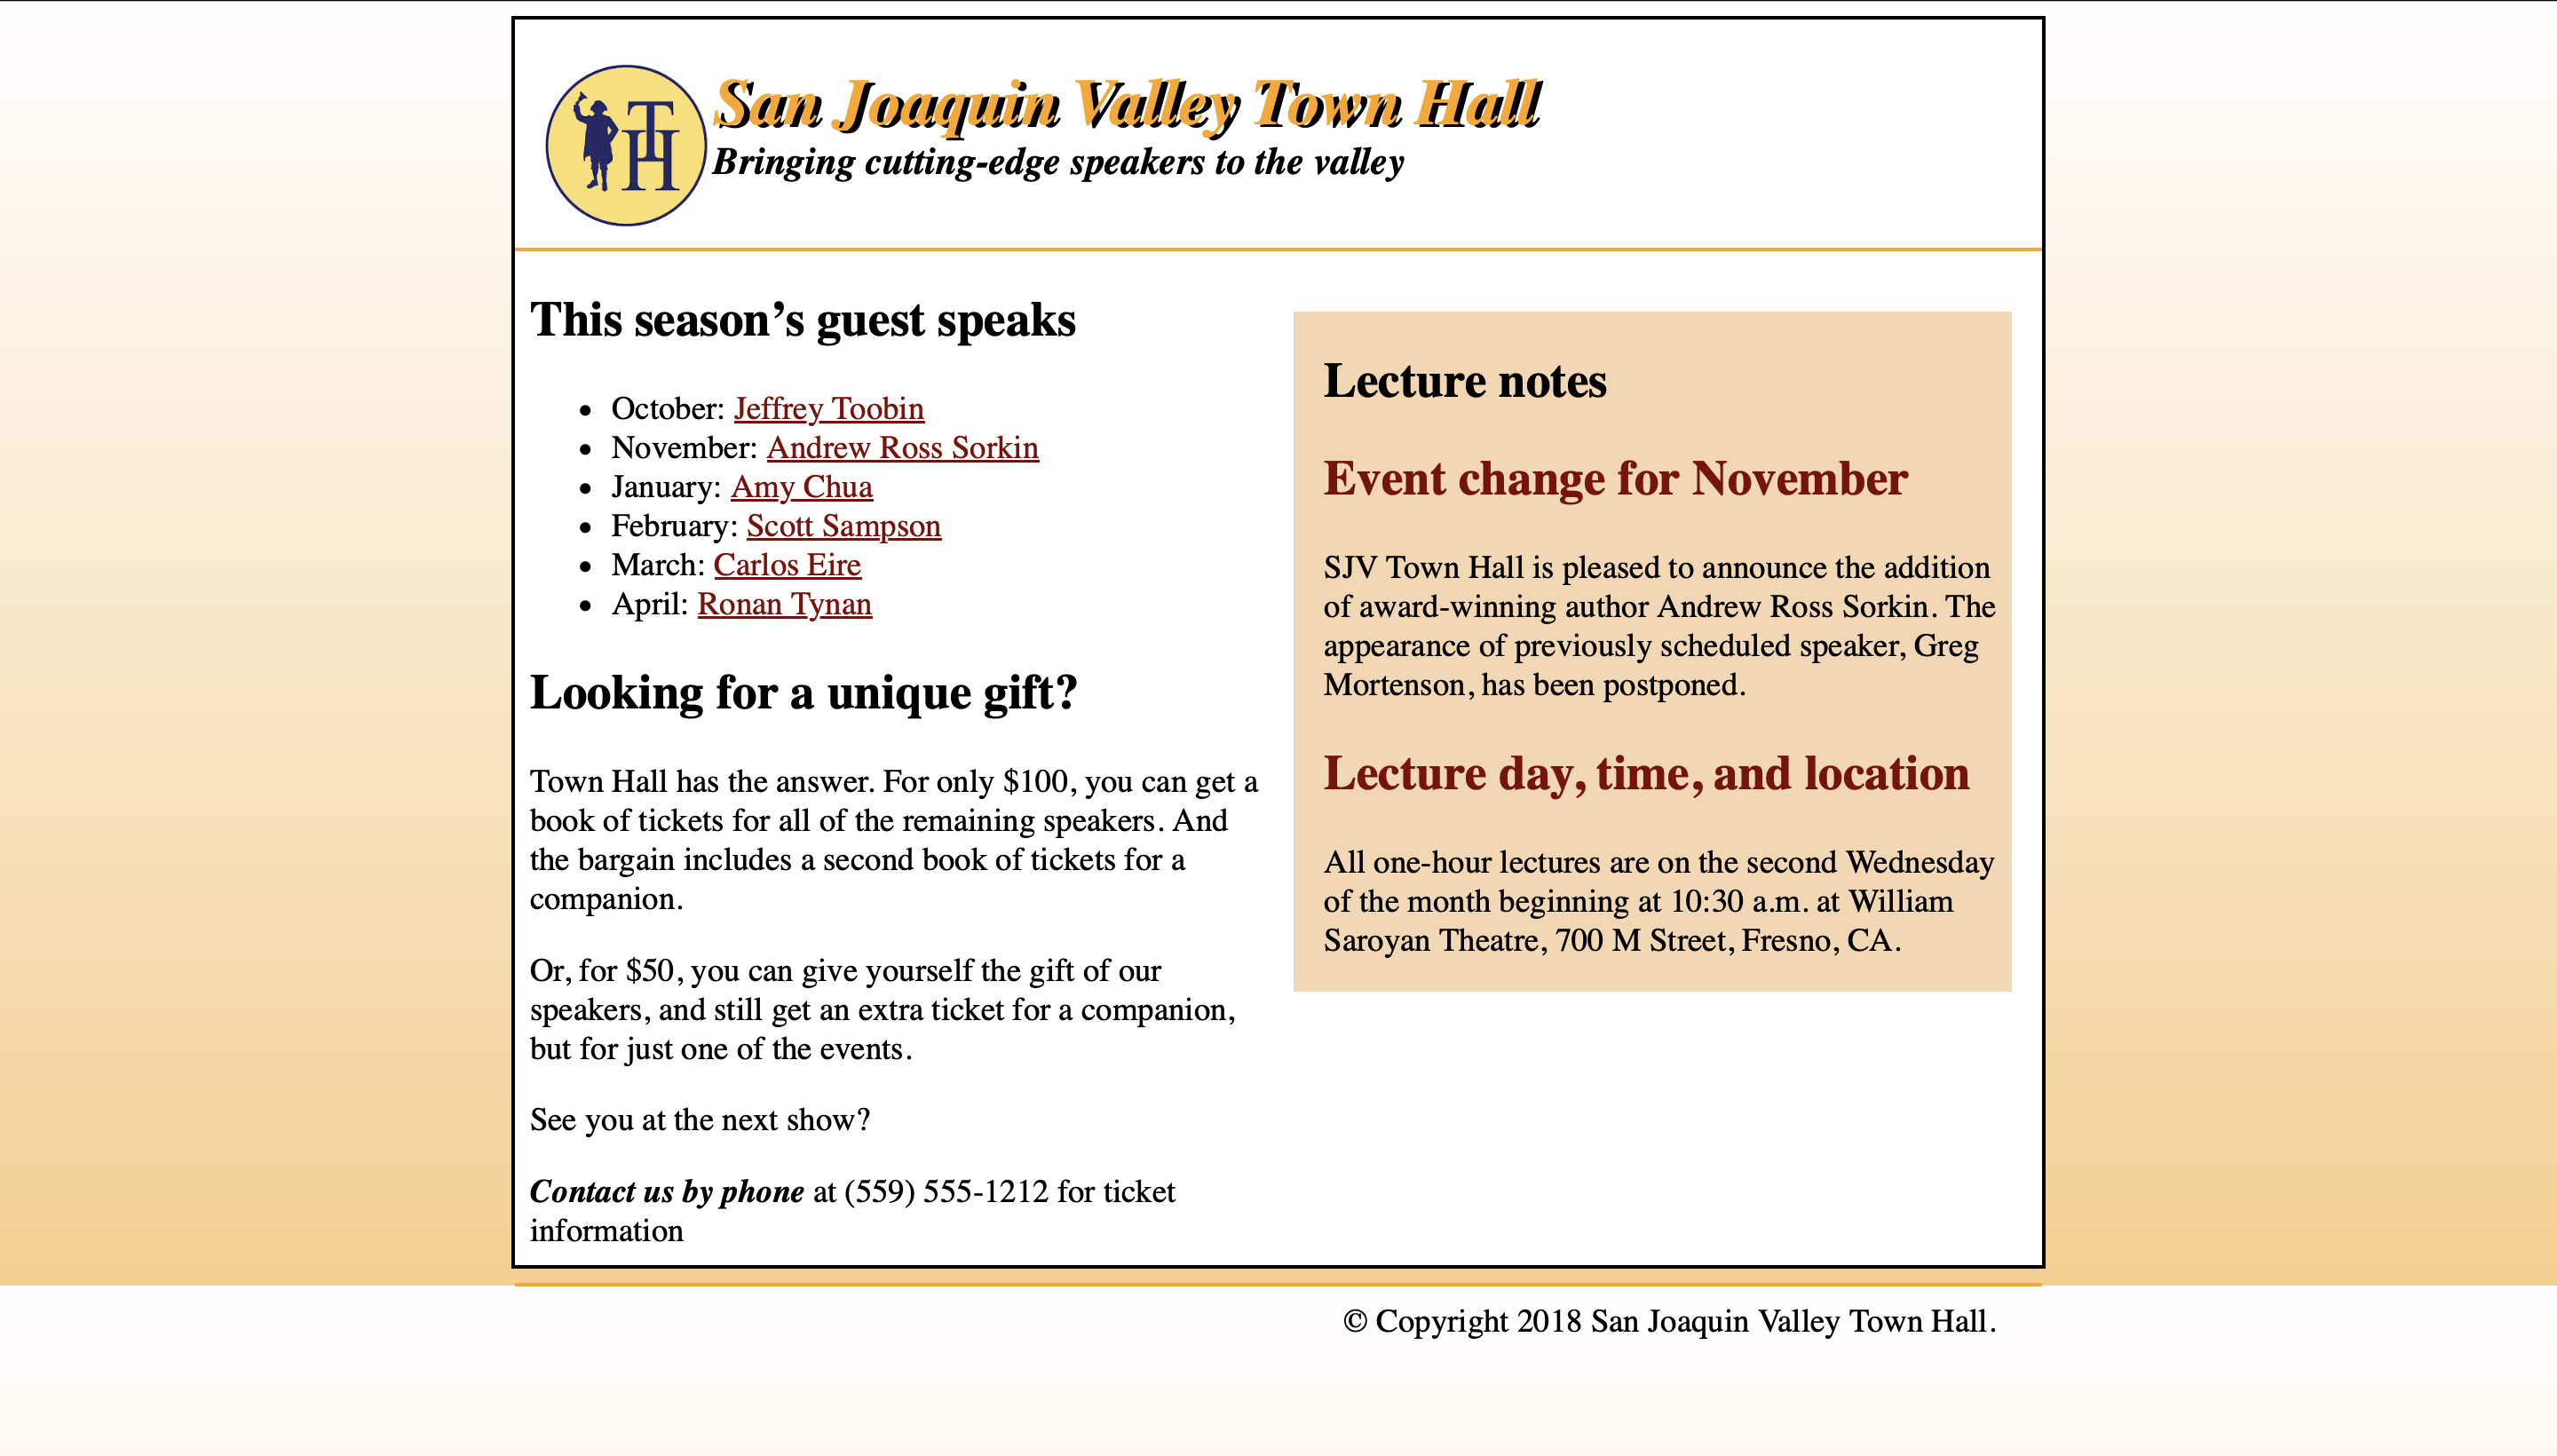 TH
San Joaquin Valley Town Hall
Bringing cutting-edge speakers to the valley
This season’s guest speaks
• October: Jeffrey Toobin
• November: Andrew Ross Sorkin
• January: Amy Chua
• February: Scott Sampson
• March: Carlos Eire
• April: Ronan Tynan
Looking for a unique gift?
Town Hall has the answer. For only $100, you can get a
book of tickets for all of the remaining speakers. And
the bargain includes a second book of tickets for a
companion.
Or, for $50, you can give yourself the gift of our
speakers, and still get an extra ticket for a companion,
but for just one of the events.
See you at the next show?
Contact us by phone at (559) 555-1212 for ticket
information
Lecture notes
Event change for November
SJV Town Hall is pleased to announce the addition
of award-winning author Andrew Ross Sorkin. The
appearance of previously scheduled speaker, Greg
Mortenson, has been postponed.
Lecture day, time, and location
All one-hour lectures are on the second Wednesday
of the month beginning at 10:30 a.m. at William
Saroyan Theatre, 700 M Street, Fresno, CA.
© Copyright 2018 San Joaquin Valley Town Hall.